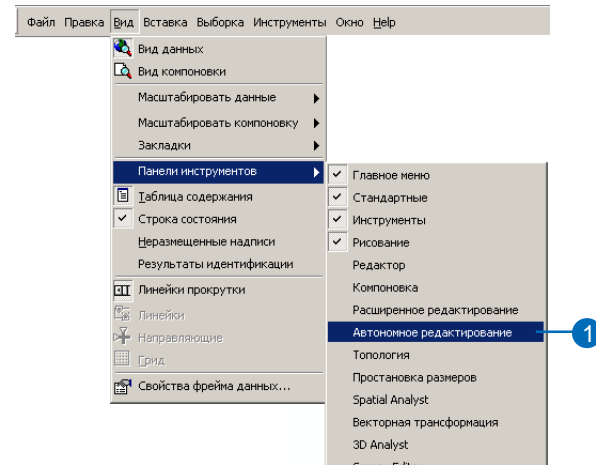 Файл Правка Вид Вставка Выборка Инструменты Окно Help
Вид данных
Вид компоновки
Масштабировать данные
Масштабировать компоновку
Закладки
Панели инструментов
Таблица содержания
Строка состояния
Неразмещенные надписи
Результаты идентификации
Линейки прокрутки
Линейки
Направляющие
Грид
Свойства фрейма данных...
Главное меню
Стандартные
Инструменты
Рисование
Редактор
Компоновка
Расширенное редактирование
Автономное редактирование
1
Топология
Простановка размеров
Spatial Analyst
Векторная трансформация
3D Analyst